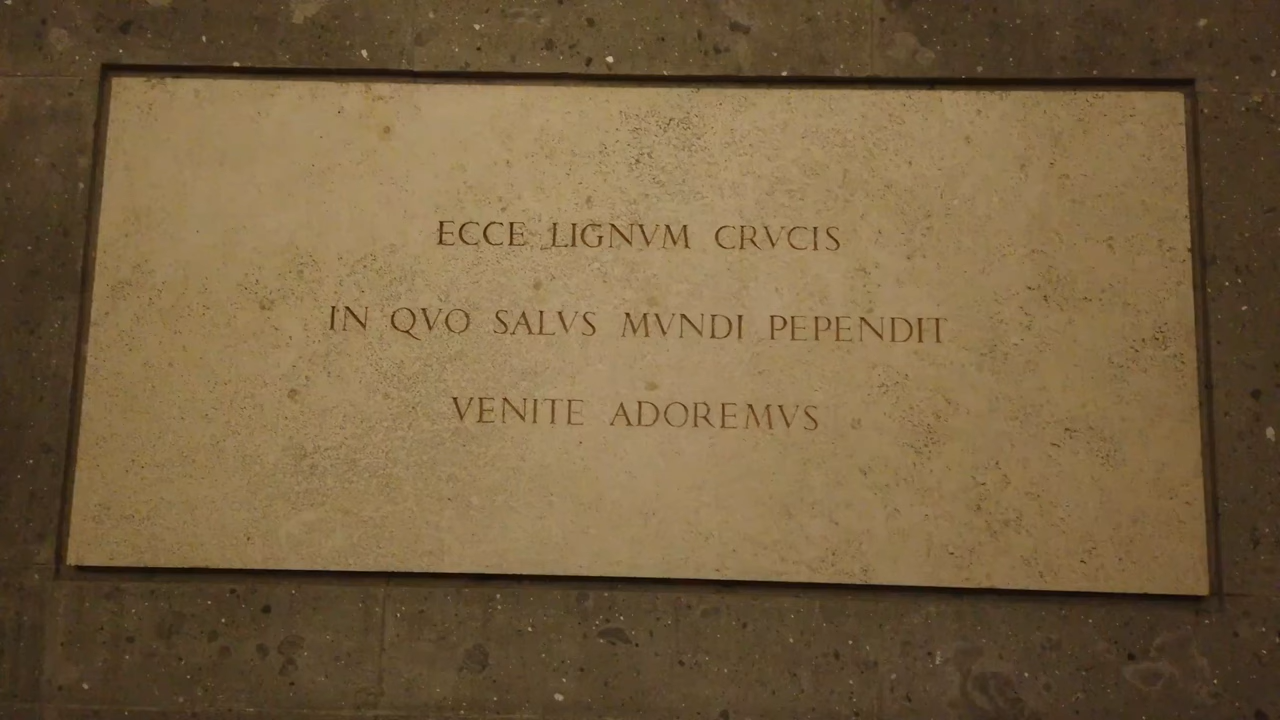 ECCE LIGNVM CRVCIS
IN QVO SALVS MVNDI PEPENDIT
VENITE ADOREMVS